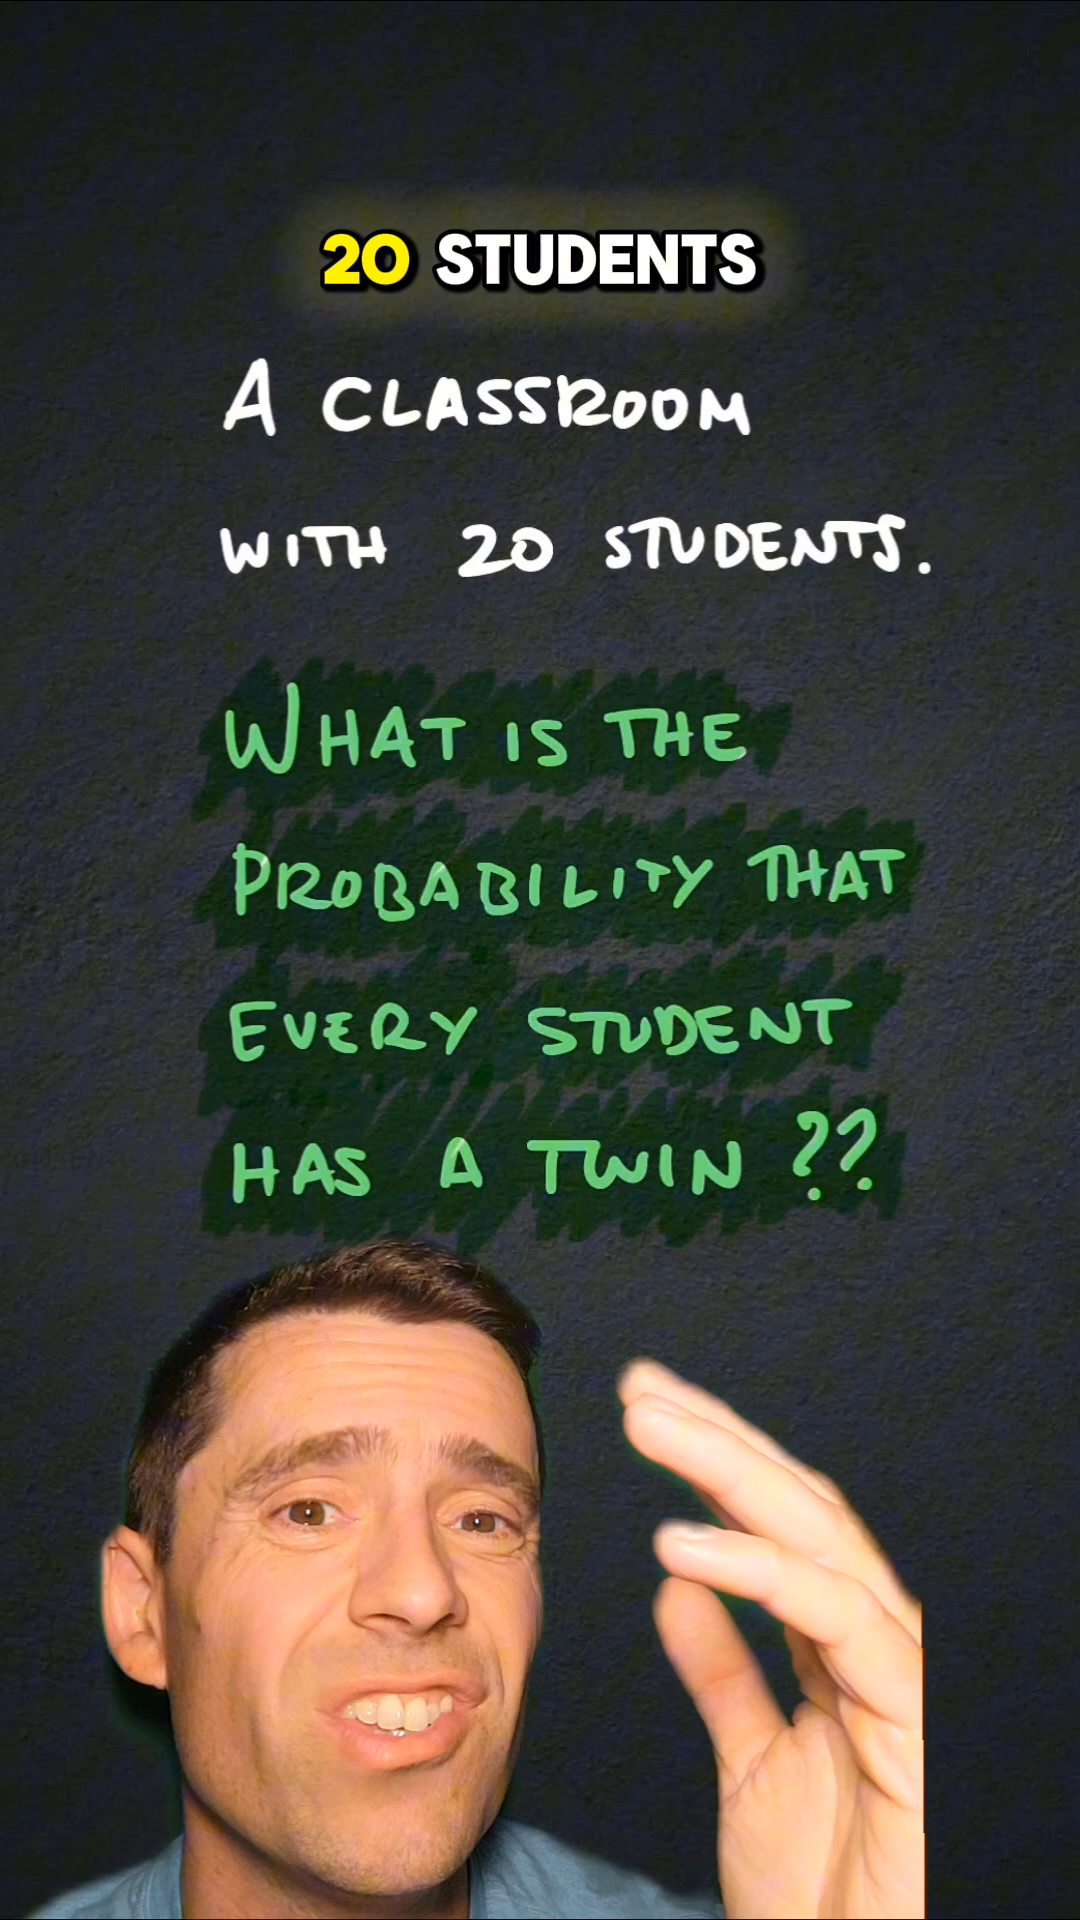 20 STUDENTS
A CLASSROOM
WITH 20 STUDENTS.
WHAT IS THE
PROBABILITY THAT
EVERY STUDENT
HAS A TWIN ??